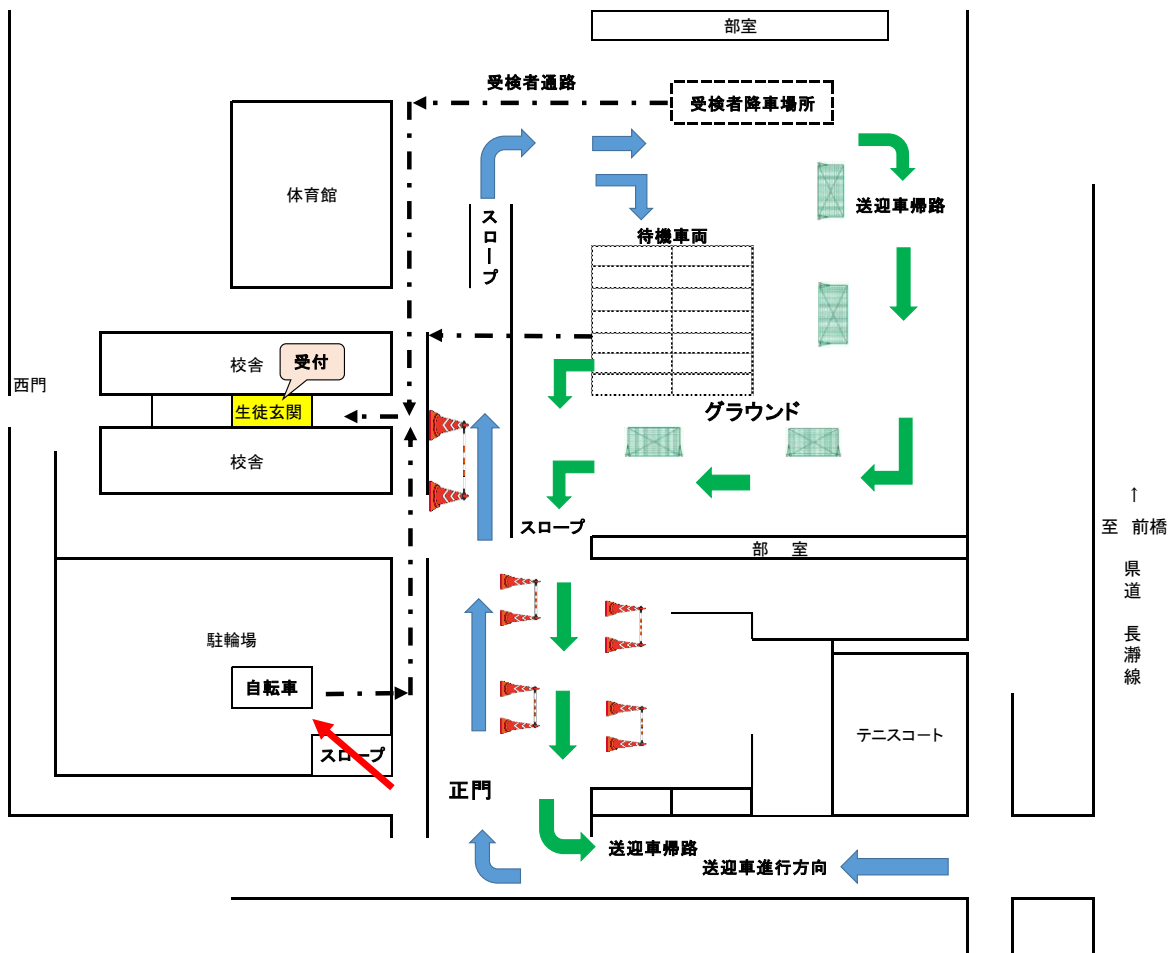 部室
受検者通路
受検者降車場所
体育館
スロープ
送迎車帰路
待機車両
校舎
受付
西門
生徒玄関
グラウンド
校舎
スロープ
↑
至 前橋
県道 長瀞線
部 室
駐輪場
自転車
スロープ
テニスコート
正門
送迎車帰路
送迎車進行方向